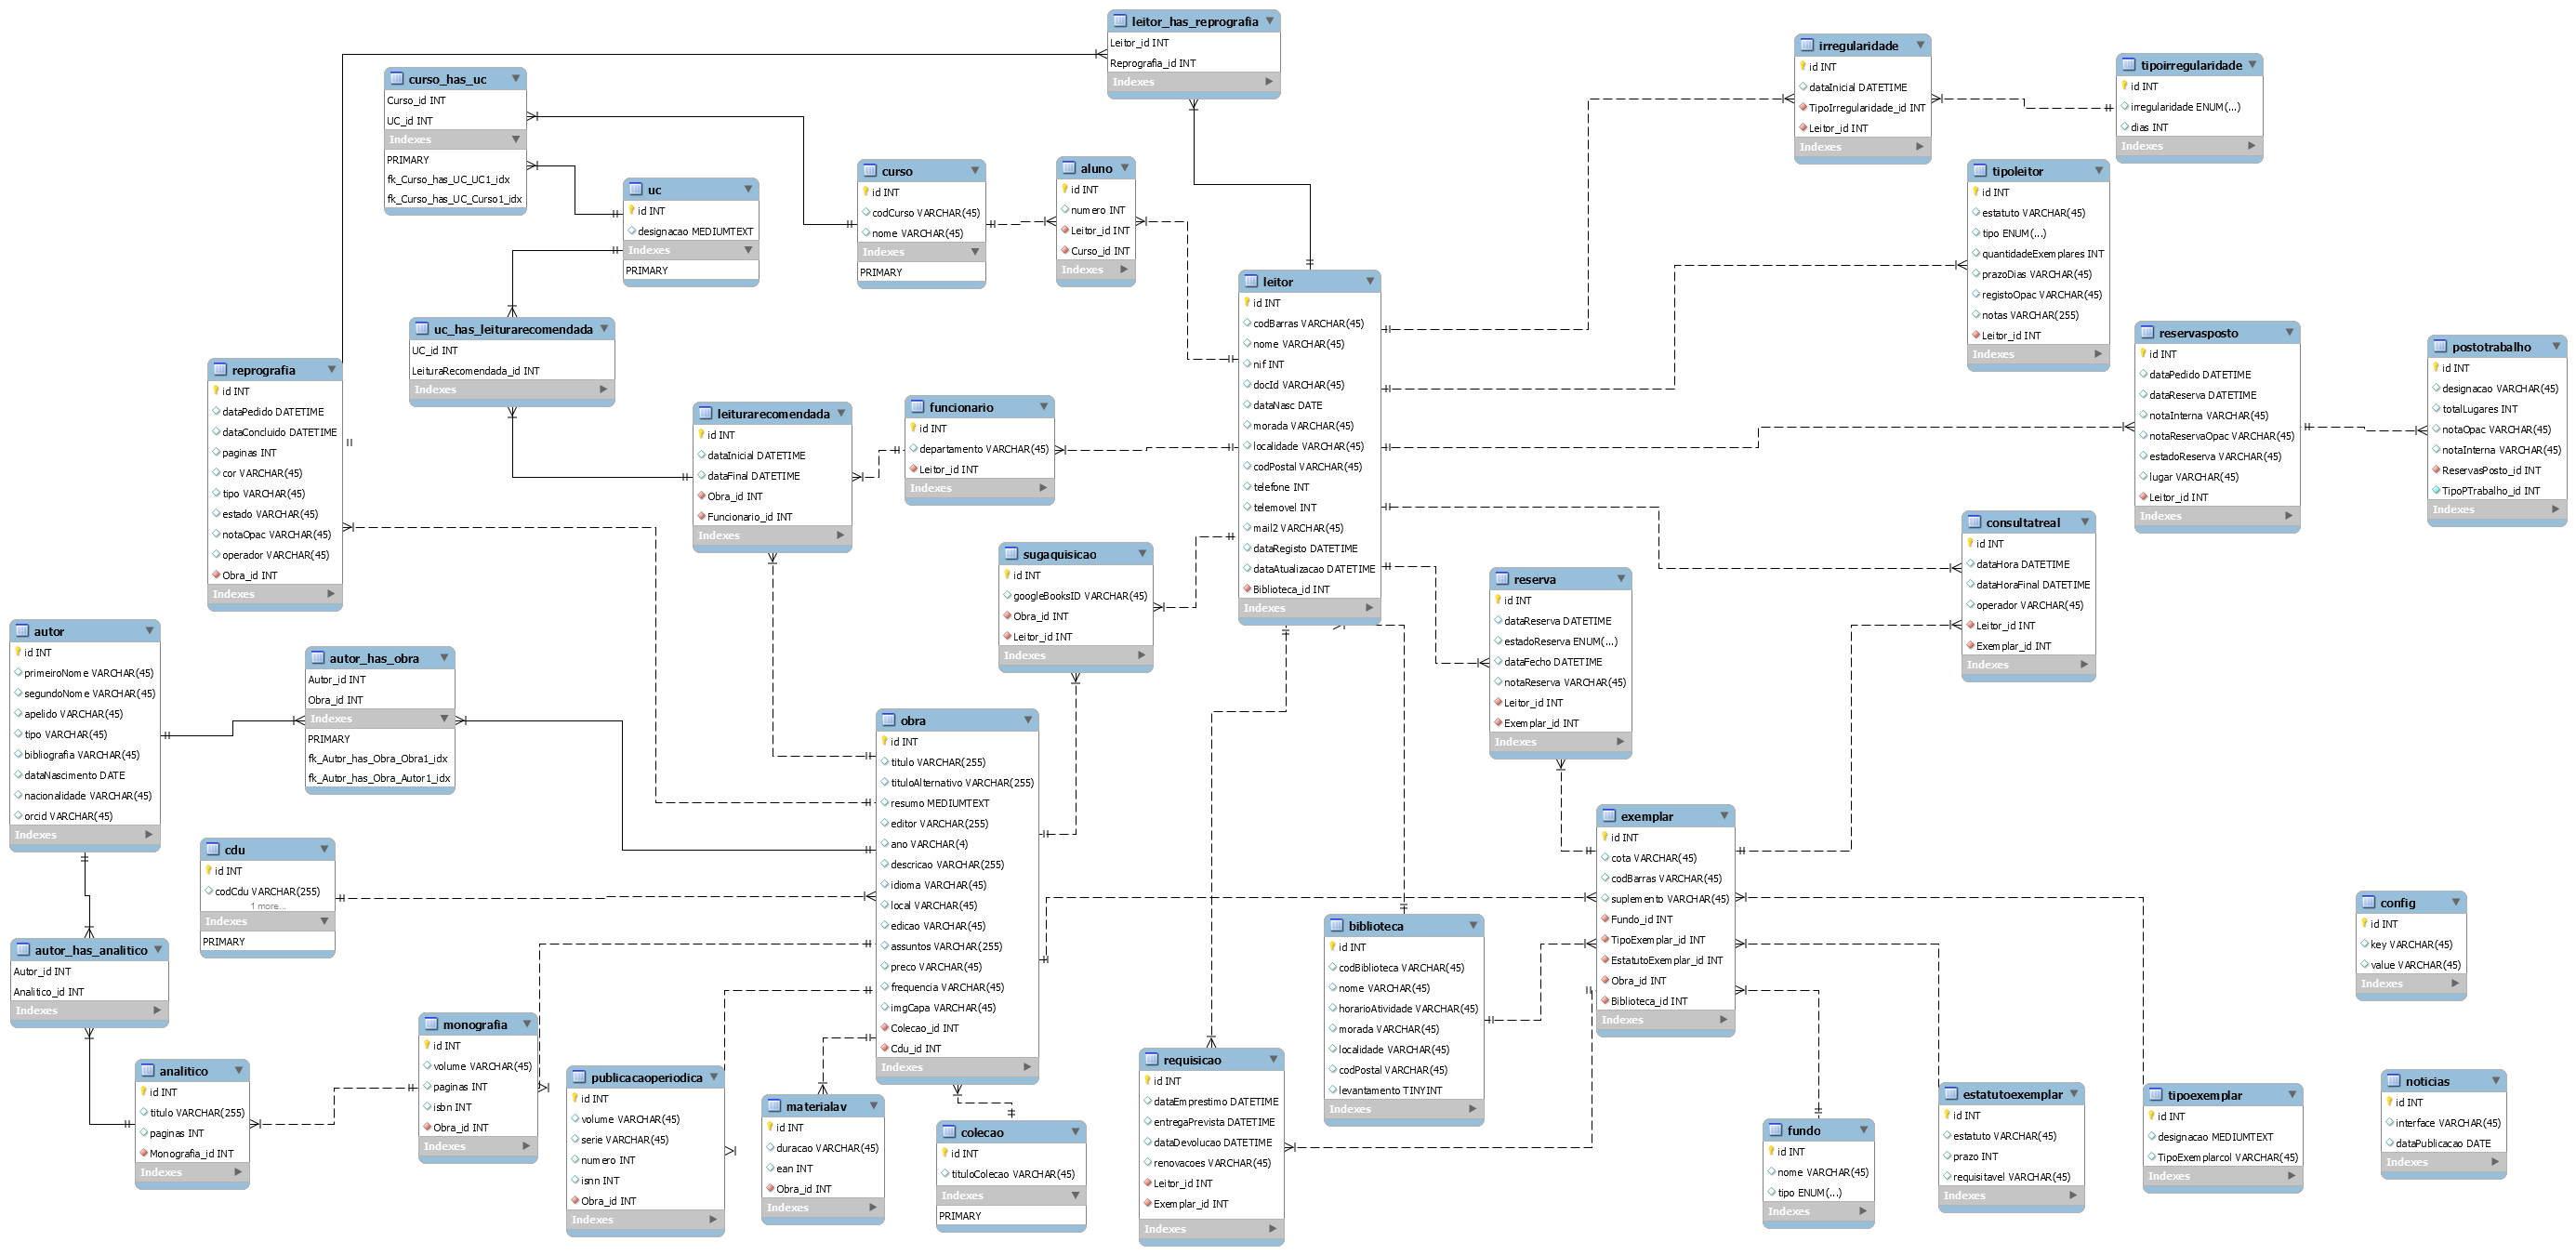 leitor_has_reprografia
Leitor_id INT
Reprografia_id INT
Indexes
irregularidade
id INT
dataInicial DATETIME
TipoIrregularidade_id INT
Leitor_id INT
Indexes
tipoirregularidade
id INT
irregularidade ENUM(...)
dias INT
Indexes
curso_has_uc
Curso_id INT
UC_id INT
Indexes
PRIMARY
fk_Curso_has_UC_UC1_idx
fk_Curso_has_UC_Curso1_idx
uc
id INT
designacao MEDIUMTEXT
Indexes
PRIMARY
curso
id INT
codCurso VARCHAR(45)
nome VARCHAR(45)
Indexes
PRIMARY
aluno
id INT
numero INT
Leitor_id INT
Curso_id INT
Indexes
tipoleitor
id INT
estatuto VARCHAR(45)
tipo ENUM(...)
quantidadeExemplares INT
prazoDias VARCHAR(45)
registoOpac VARCHAR(45)
notas VARCHAR(255)
Leitor_id INT
Indexes
leitor
id INT
codBarras VARCHAR(45)
nome VARCHAR(45)
nif INT
docId VARCHAR(45)
dataNasc DATE
morada VARCHAR(45)
localidade VARCHAR(45)
codPostal VARCHAR(45)
telefone INT
telemovel INT
mail2 VARCHAR(45)
dataRegisto DATETIME
dataAtualizacao DATETIME
Biblioteca_id INT
Indexes
uc_has_leiturarecomendada
UC_id INT
LeituraRecomendada_id INT
Indexes
reservasposto
id INT
dataPedido DATETIME
dataReserva DATETIME
notaInterna VARCHAR(45)
notaReservaOpac VARCHAR(45)
estadoReserva VARCHAR(45)
lugar VARCHAR(45)
Leitor_id INT
Indexes
postotrabalho
id INT
designacao VARCHAR(45)
totalLugares INT
notaOpac VARCHAR(45)
notaInterna VARCHAR(45)
ReservasPosto_id INT
TipoPTrabalho_id INT
Indexes
reprografia
id INT
dataPedido DATETIME
dataConcluido DATETIME
paginas INT
cor VARCHAR(45)
tipo VARCHAR(45)
estado VARCHAR(45)
notaOpac VARCHAR(45)
operador VARCHAR(45)
Obra_id INT
Indexes
leiturarecomendada
id INT
dataInicial DATETIME
dataFinal DATETIME
Obra_id INT
Funcionario_id INT
Indexes
funcionario
id INT
departamento VARCHAR(45)
Leitor_id INT
Indexes
consultatreal
id INT
dataHora DATETIME
dataHoraFinal DATETIME
operador VARCHAR(45)
Leitor_id INT
Exemplar_id INT
Indexes
sugaquisicao
id INT
googleBooksID VARCHAR(45)
Obra_id INT
Leitor_id INT
Indexes
reserva
id INT
dataReserva DATETIME
estadoReserva ENUM(...)
dataFecho DATETIME
notaReserva VARCHAR(45)
Leitor_id INT
Exemplar_id INT
Indexes
autor
id INT
primeiroNome VARCHAR(45)
segundoNome VARCHAR(45)
apelido VARCHAR(45)
tipo VARCHAR(45)
bibliografia VARCHAR(45)
dataNascimento DATE
nacionalidade VARCHAR(45)
orcid VARCHAR(45)
Indexes
autor_has_obra
Autor_id INT
Obra_id INT
Indexes
PRIMARY
fk_Autor_has_Obra_Obra1_idx
fk_Autor_has_Obra_Autor1_idx
obra
id INT
titulo VARCHAR(255)
tituloAlternativo VARCHAR(255)
resumo MEDIUMTEXT
editor VARCHAR(255)
ano VARCHAR(4)
descricao VARCHAR(255)
idioma VARCHAR(45)
local VARCHAR(45)
edicao VARCHAR(45)
assuntos VARCHAR(255)
preco VARCHAR(45)
frequencia VARCHAR(45)
imgCapa VARCHAR(45)
Colecao_id INT
Cdu_id INT
Indexes
exemplar
id INT
cota VARCHAR(45)
codBarras VARCHAR(45)
suplemento VARCHAR(45)
Fundo_id INT
TipoExemplar_id INT
EstatutoExemplar_id INT
Obra_id INT
Biblioteca_id INT
Indexes
cdu
id INT
codCdu VARCHAR(255)
1 more...
Indexes
PRIMARY
config
id INT
key VARCHAR(45)
value VARCHAR(45)
Indexes
biblioteca
id INT
codBiblioteca VARCHAR(45)
nome VARCHAR(45)
horarioAtividade VARCHAR(45)
morada VARCHAR(45)
localidade VARCHAR(45)
codPostal VARCHAR(45)
levantamento TINYINT
Indexes
autor_has_analitico
Autor_id INT
Analitico_id INT
Indexes
monografia
id INT
volume VARCHAR(45)
paginas INT
isbn INT
Obra_id INT
Indexes
analitico
id INT
titulo VARCHAR(255)
paginas INT
Monografia_id INT
Indexes
publicacaoperiodica
id INT
volume VARCHAR(45)
serie VARCHAR(45)
numero INT
isnn INT
Obra_id INT
Indexes
materialav
id INT
duracao VARCHAR(45)
ean INT
Obra_id INT
Indexes
colecao
id INT
tituloColecao VARCHAR(45)
Indexes
PRIMARY
requisicao
id INT
dataEmprestimo DATETIME
entregaPrevista DATETIME
dataDevolucao DATETIME
renovacoes VARCHAR(45)
Leitor_id INT
Exemplar_id INT
Indexes
fundo
id INT
nome VARCHAR(45)
tipo ENUM(...)
Indexes
estatutoexemplar
id INT
estatuto VARCHAR(45)
prazo INT
requisitavel VARCHAR(45)
Indexes
tipoexemplar
id INT
designacao MEDIUMTEXT
TipoExemplarcol VARCHAR(45)
Indexes
noticias
id INT
interface VARCHAR(45)
dataPublicacao DATE
Indexes